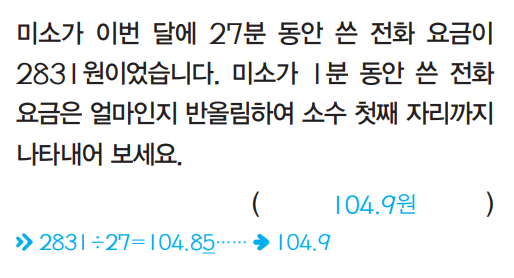 미소가 이번 달에 27분 동안 쓴 전화 요금이
2831원이었습니다. 미소가 1분 동안 쓴 전화
요금은 얼마인지 반올림하여 소수 첫째 자리까지
나타내어 보세요.
( 104.9원 )
» 2831÷27=104.85…… ➜ 104.9